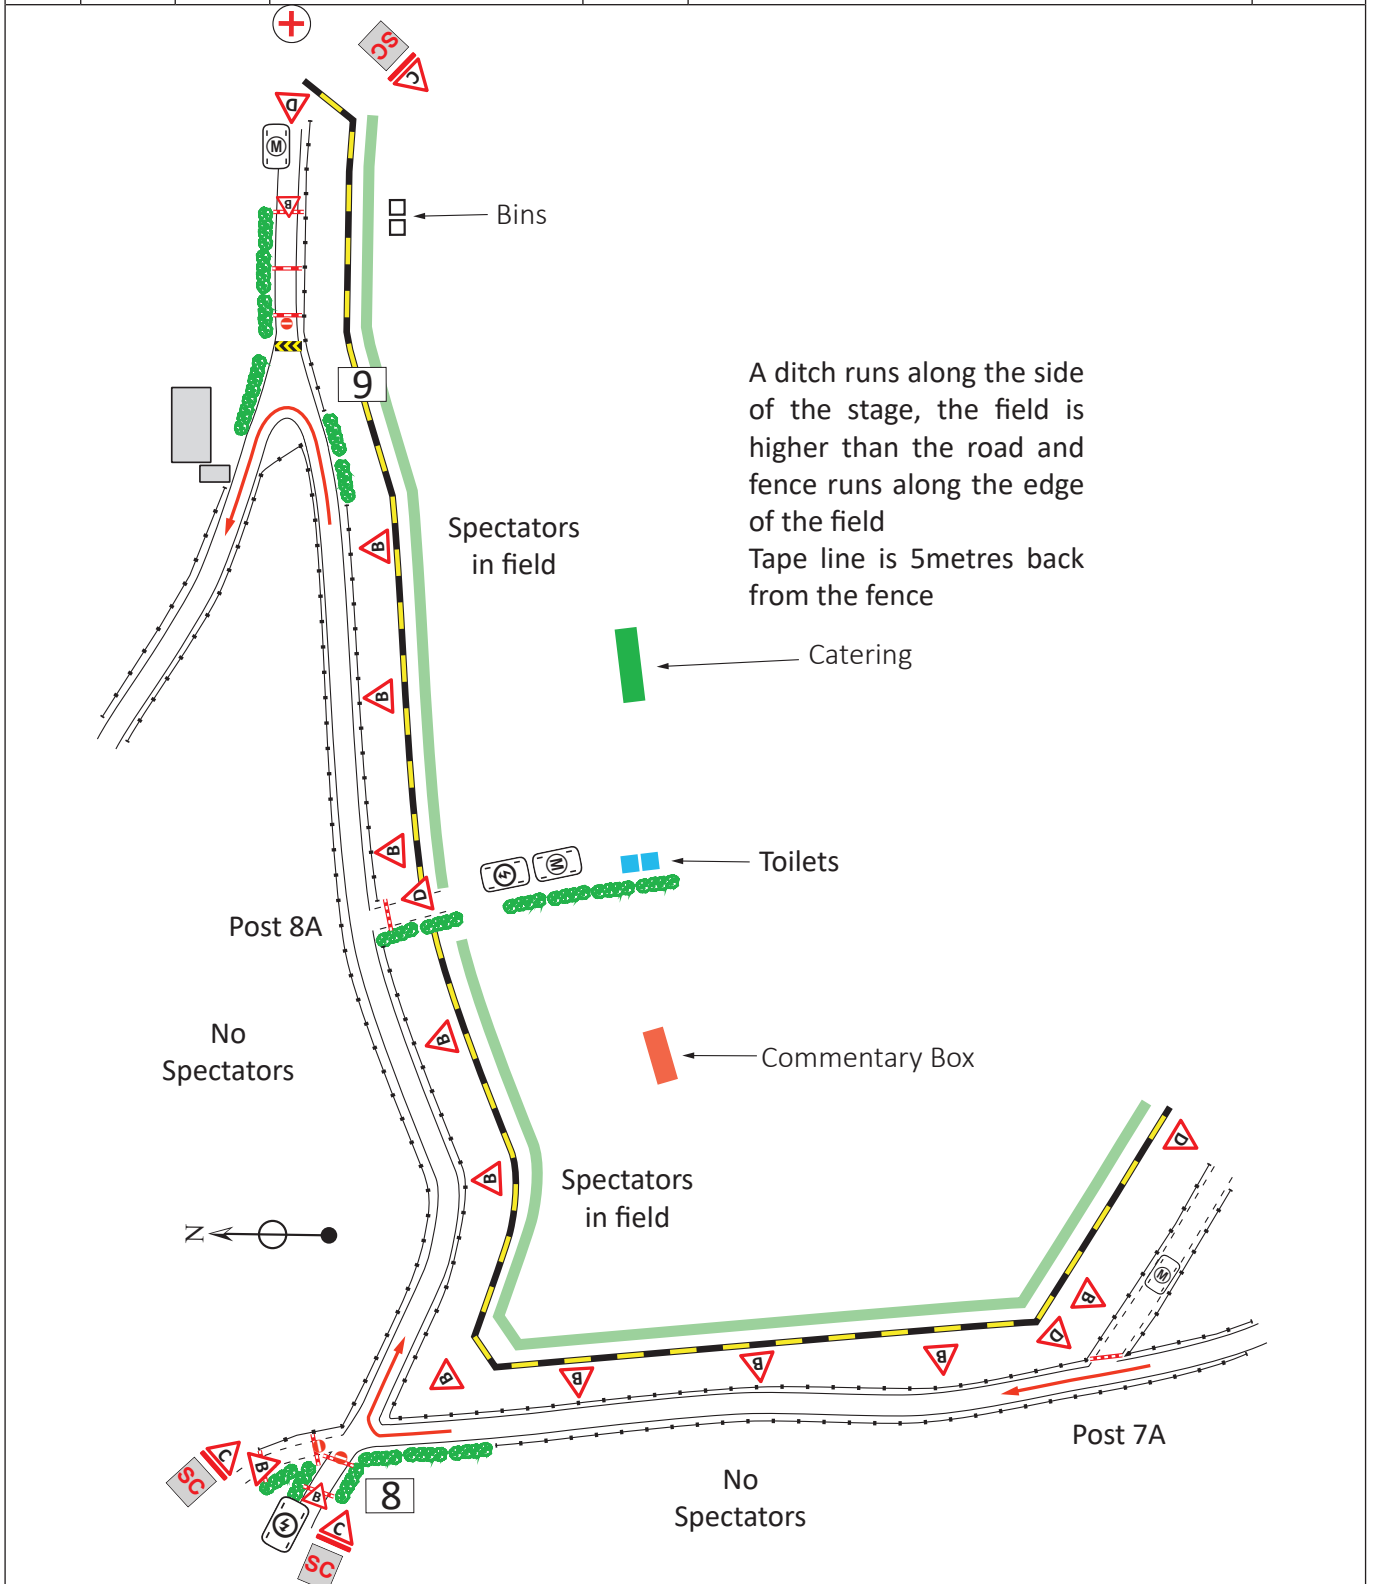 SC
C
D
M
B
Bins
9
A ditch runs along the side
of the stage, the field is
higher than the road and
fence runs along the edge
of the field
Tape line is 5metres back
from the fence
Spectators
in field
B
B
Catering
B
M
Toilets
D
Post 8A
No
Spectators
B
Commentary Box
D
B
Spectators
in field
N
M
B
D
B
B
B
B
Post 7A
C
B
SC
B
8
No
Spectators
C
SC